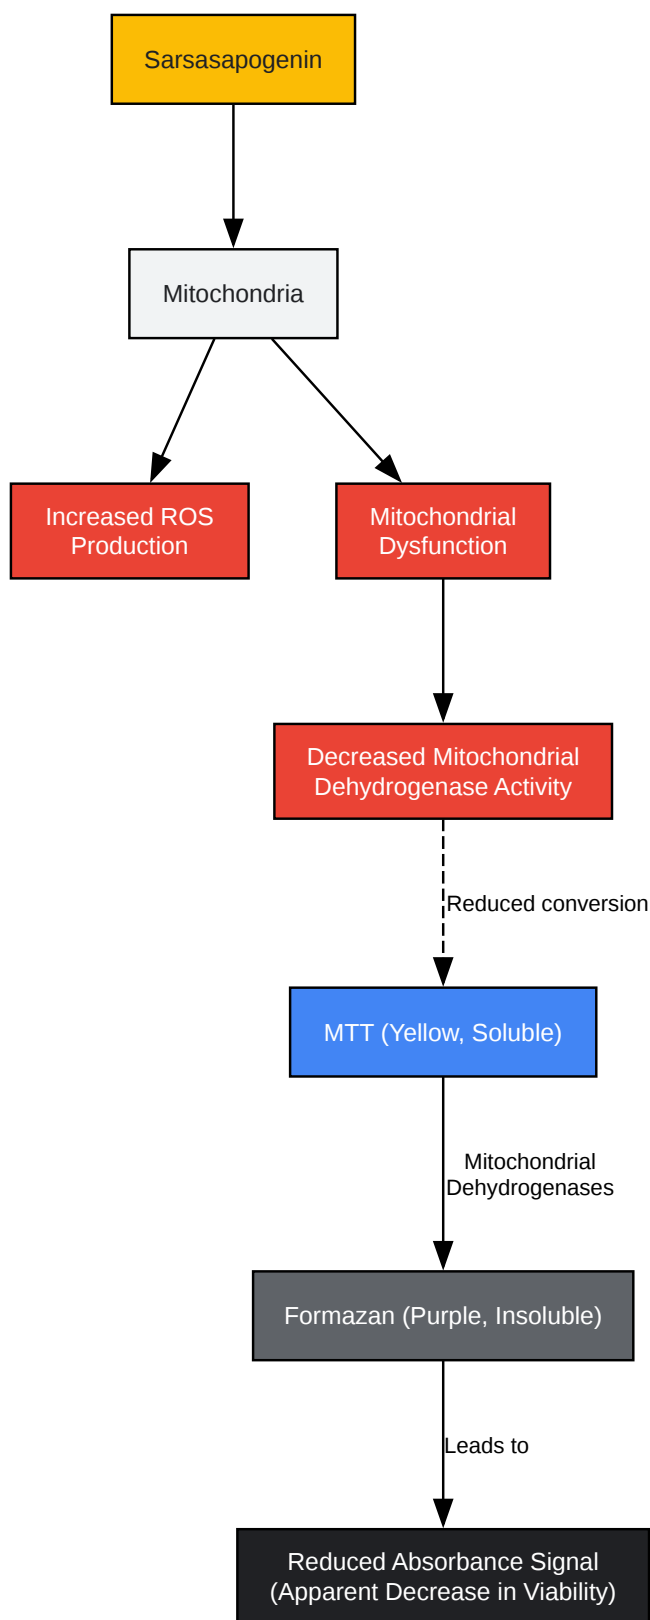 Sarsasapogenin
Mitochondria
Increased ROS
Production
Mitochondrial
Dysfunction
Decreased Mitochondrial
Dehydrogenase Activity
Reduced conversion
MTT (Yellow, Soluble)
Mitochondrial
Dehydrogenases
Formazan (Purple, Insoluble)
Leads to
Reduced Absorbance Signal
(Apparent Decrease in Viability)